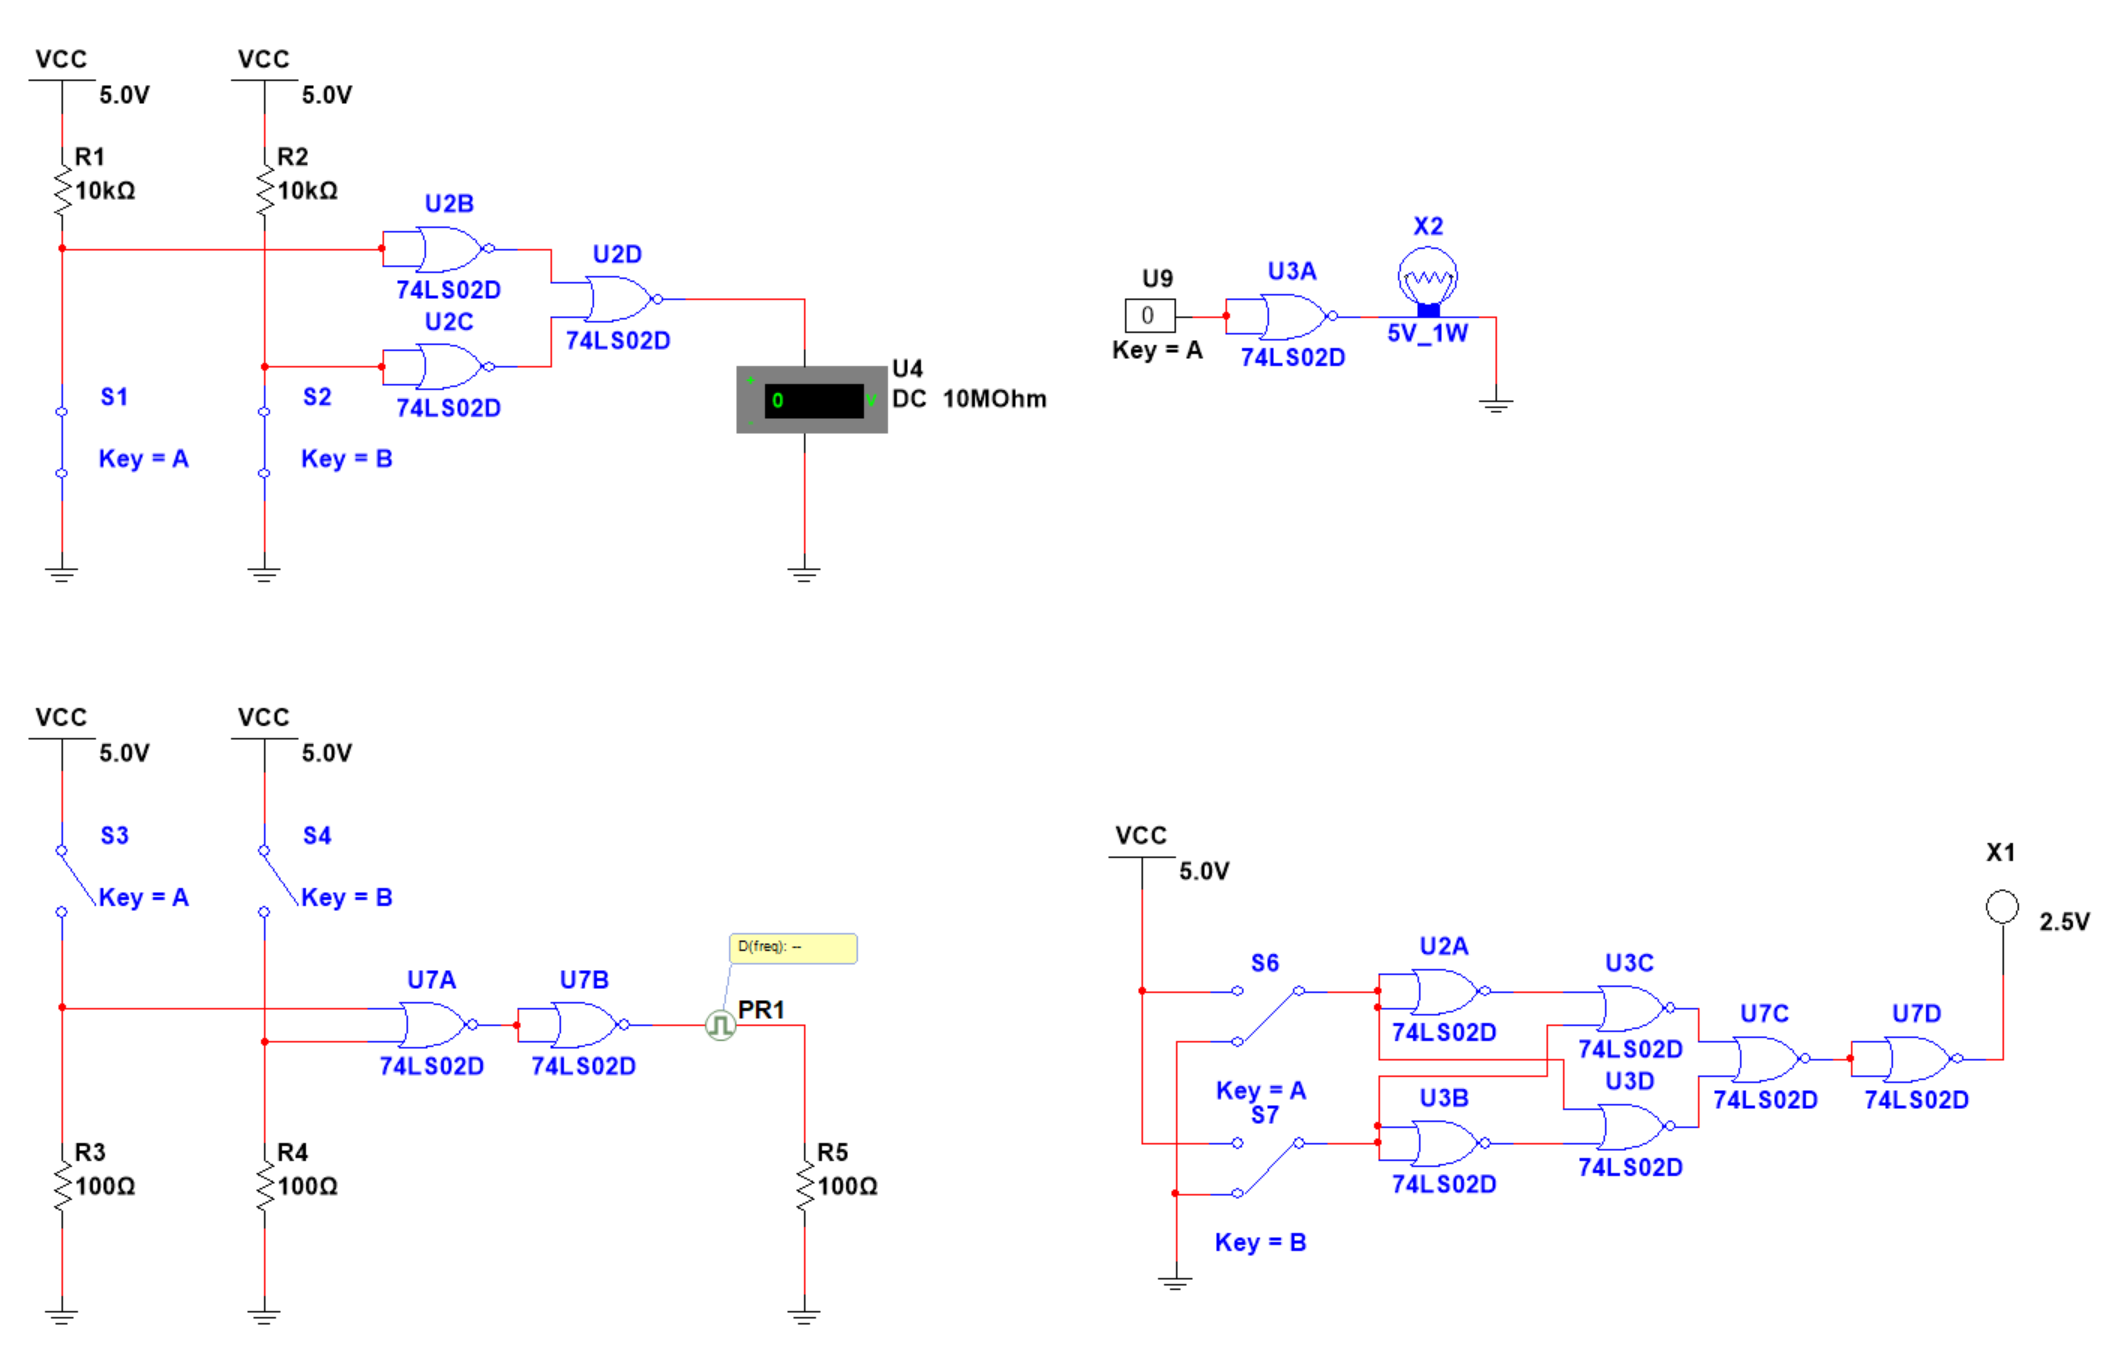 VCC
5.0V
VCC
5.0V
R1
10kΩ
R2
10kΩ
U2B
74LS02D
U2C
74LS02D
U2D
74LS02D
S1
Key = A
S2
Key = B
+
0
V
-
U4
DC 10MOhm
U9
0
Key = A
U3A
74LS02D
X2
5V_1W
VCC
5.0V
VCC
5.0V
S3
Key = A
S4
Key = B
U7A
74LS02D
U7B
74LS02D
D(freq): --
PR1
R3
100Ω
R4
100Ω
R5
100Ω
VCC
5.0V
S6
Key = A
S7
Key = B
U2A
74LS02D
U3B
74LS02D
U3C
74LS02D
U3D
74LS02D
U7C
74LS02D
U7D
74LS02D
X1
2.5V